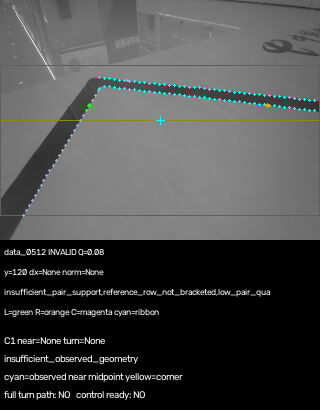 data_0512 INVALID Q=0.08
y=120 dx=None norm=None
insufficient_pair_support,reference_row_not_bracketed,low_pair_qua
L=green R=orange C=magenta cyan=ribbon
C1 near=None turn=None
insufficient_observed_geometry
cyan=observed near midpoint yellow=corner
full turn path: NO control ready: NO